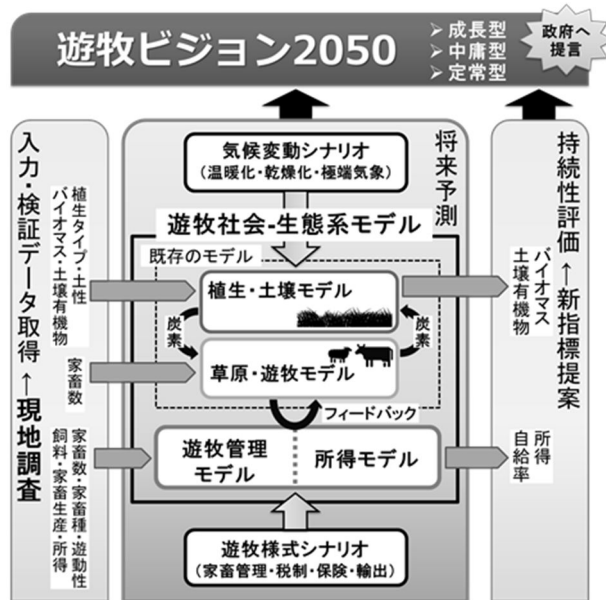 遊牧ビジョン2050
➢ 成長型
➢ 中庸型
➢ 定常型
政府へ
提言
入力・検証データ取得 ← 現地調査
植生タイプ・土性
バイオマス・土壌有機物
家畜数
家畜数・家畜種・遊動性
飼料・家畜生産・所得
将来予測
気候変動シナリオ
（温暖化・乾燥化・極端気象）
遊牧社会-生態系モデル
既存のモデル
植生・土壌モデル
炭素
炭素
草原・遊牧モデル
フィードバック
遊牧管理
モデル
所得モデル
遊牧様式シナリオ
（家畜管理・税制・保険・輸出）
持続性評価 ← 新指標提案
バイオマス
土壌有機物
所得
自給率